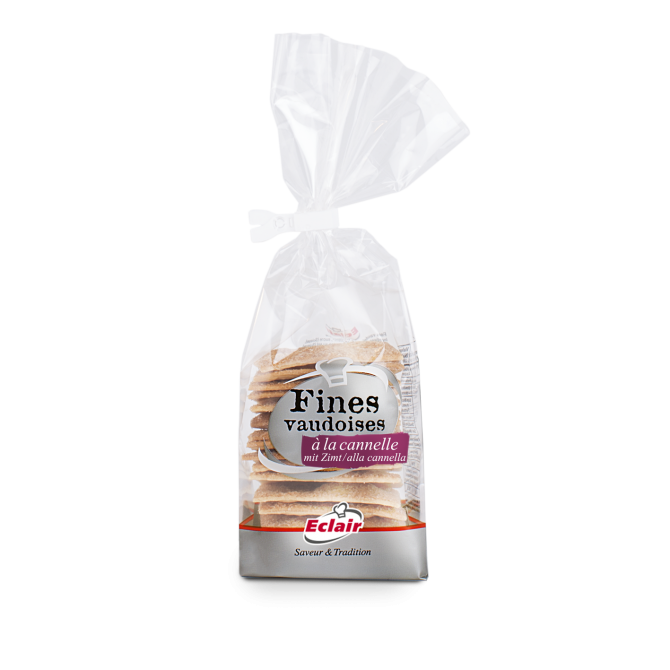 Fines
vaudoises
à la cannelle
mit Zimt/alla cannella
Eclair
Saveur & Tradition